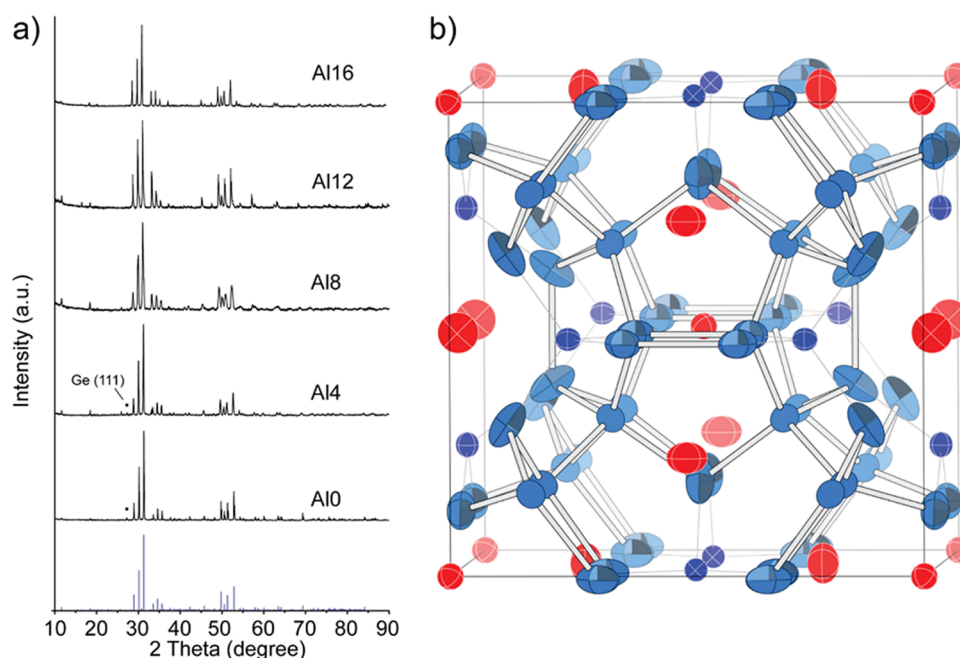 a)
b)
Al16
Al12
Al8
Ge (111)
Al4
Al0
Intensity (a.u.)
10 20 30 40 50 60 70 80 90
2 Theta (degree)